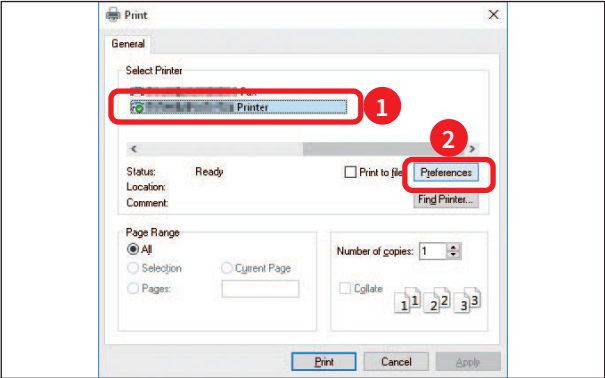 Print
General
Select Printer
Fax
Printer
1
2
Status: Ready
Print to file
Preferences
Location:
Comment:
Find Printer...
Page Range
All
Selection
Current Page
Pages:
Number of copies: 1
Collate
1 1 2 2 3 3
Print
Cancel
Apply